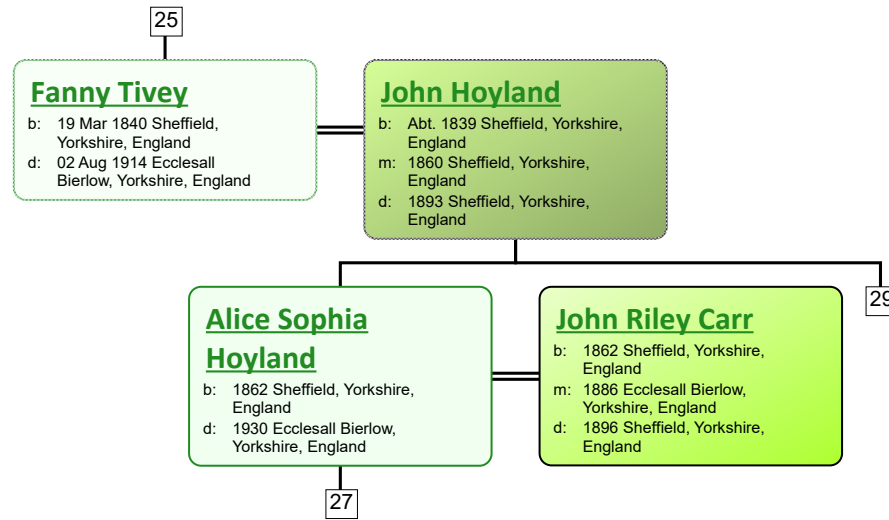 25
Fanny Tivey
b: 19 Mar 1840 Sheffield,
Yorkshire, England
d: 02 Aug 1914 Ecclesall
Bierlow, Yorkshire, England
John Hoyland
b: Abt. 1839 Sheffield, Yorkshire,
England
m: 1860 Sheffield, Yorkshire,
England
d: 1893 Sheffield, Yorkshire,
England
29
Alice Sophia
Hoyland
b: 1862 Sheffield, Yorkshire,
England
d: 1930 Ecclesall Bierlow,
Yorkshire, England
John Riley Carr
b: 1862 Sheffield, Yorkshire,
England
m: 1886 Ecclesall Bierlow,
Yorkshire, England
d: 1896 Sheffield, Yorkshire,
England
27